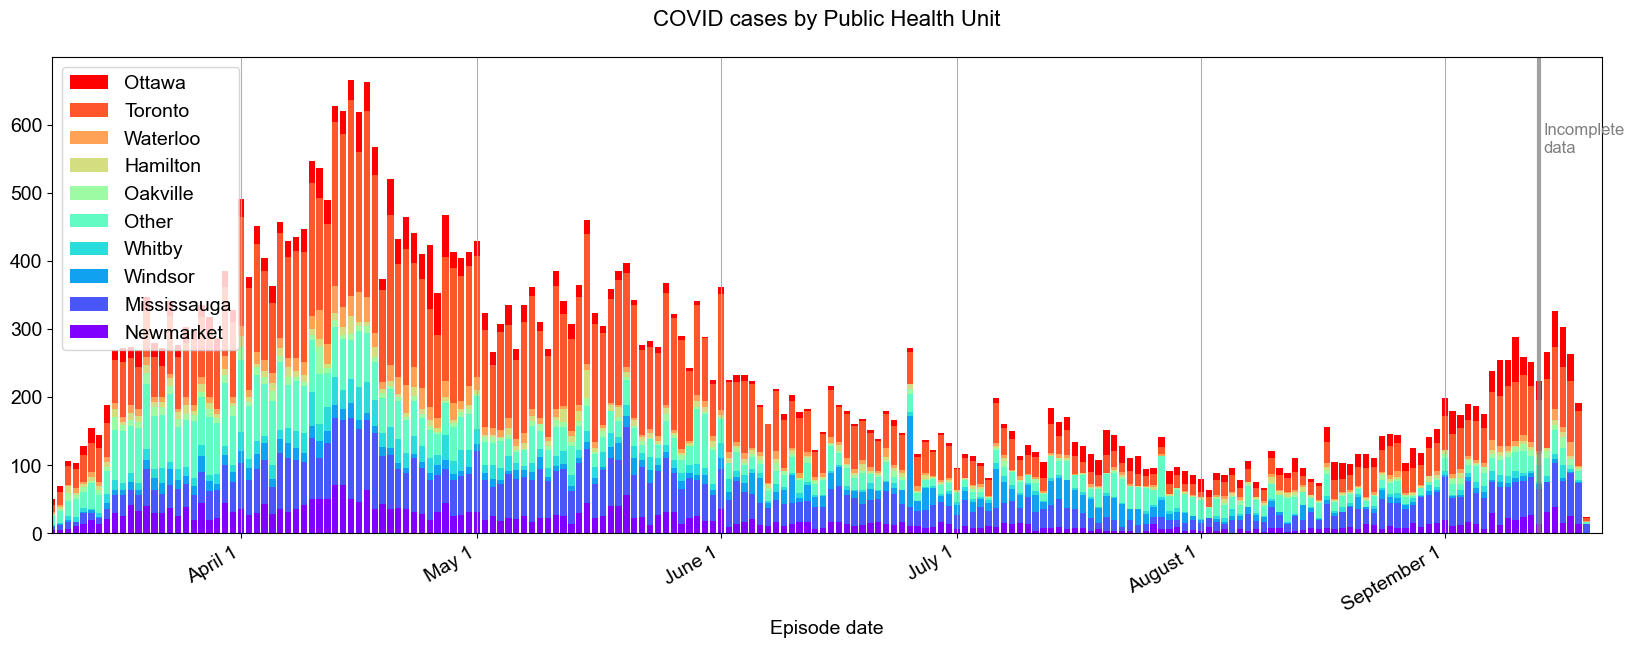 COVID cases by Public Health Unit
Ottawa
Toronto
Waterloo
Hamilton
Oakville
Other
Whitby
Windsor
Mississauga
Newmarket
600
500
400
300
200
100
0
Incomplete
data
April 1
May 1
June 1
July 1
August 1
September 1
Episode date